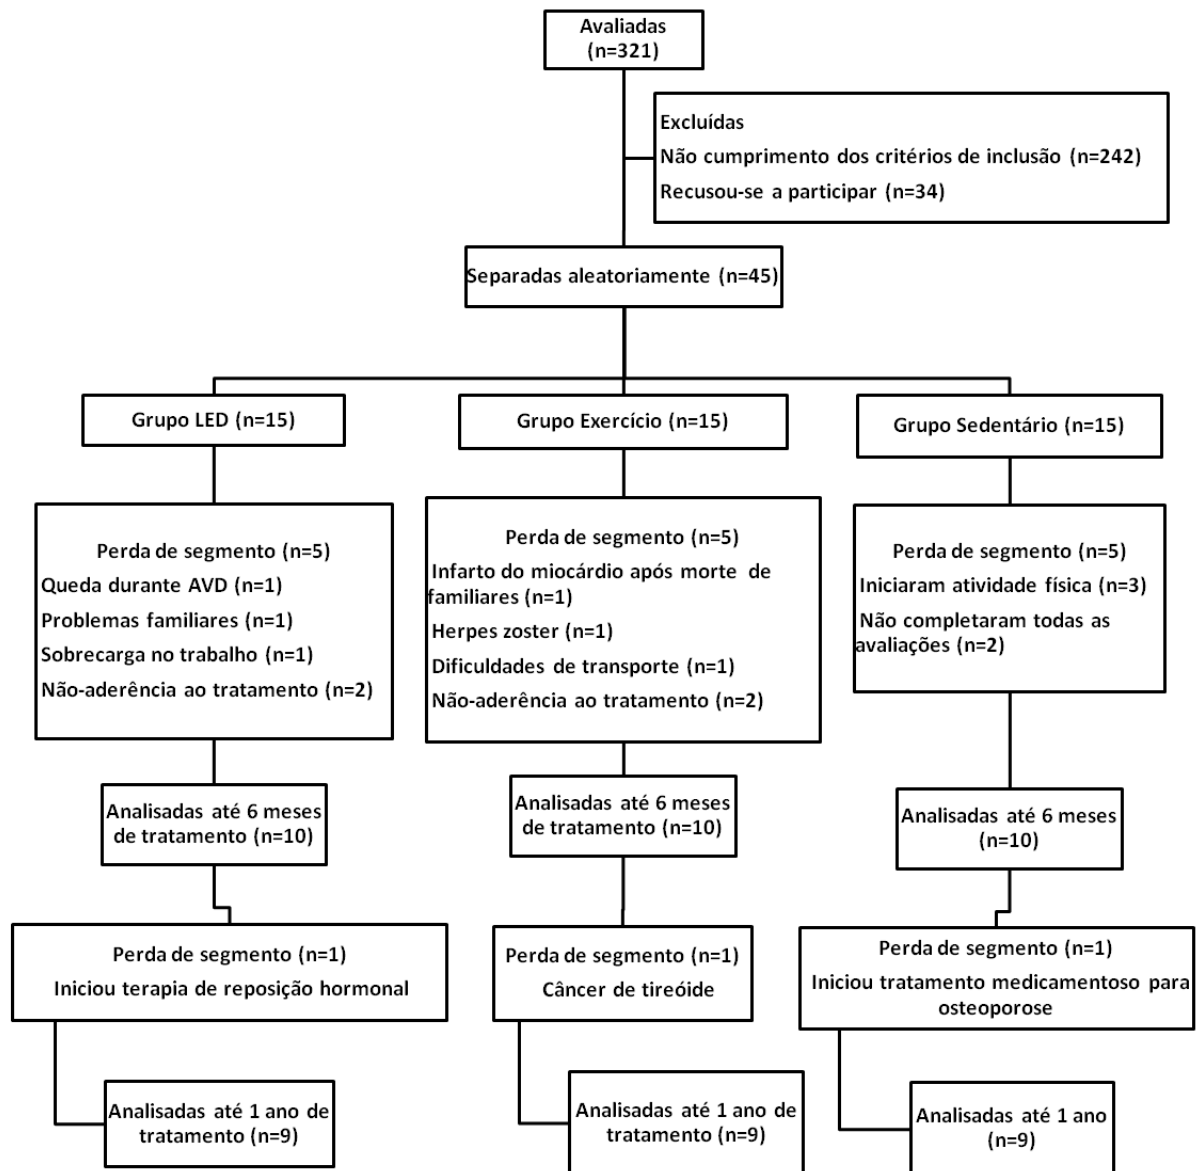 Avaliadas
(n=321)
Excluídas
Não cumprimento dos critérios de inclusão (n=242)
Recusou-se a participar (n=34)
Separadas aleatoriamente (n=45)
Grupo LED (n=15)
Grupo Exercício (n=15)
Grupo Sedentário (n=15)
Perda de segmento (n=5)
Queda durante AVD (n=1)
Problemas familiares (n=1)
Sobrecarga no trabalho (n=1)
Não-aderência ao tratamento (n=2)
Perda de segmento (n=5)
Infarto do miocárdio após morte de
familiares (n=1)
Herpes zoster (n=1)
Dificuldades de transporte (n=1)
Não-aderência ao tratamento (n=2)
Perda de segmento (n=5)
Iniciaram atividade física (n=3)
Não completaram todas as
avaliações (n=2)
Analisadas até 6 meses
de tratamento (n=10)
Analisadas até 6 meses
de tratamento (n=10)
Analisadas até 6 meses
(n=10)
Perda de segmento (n=1)
Iniciou terapia de reposição hormonal
Perda de segmento (n=1)
Câncer de tireóide
Perda de segmento (n=1)
Iniciou tratamento medicamentoso para
osteoporose
Analisadas até 1 ano de
tratamento (n=9)
Analisadas até 1 ano de
tratamento (n=9)
Analisadas até 1 ano
(n=9)